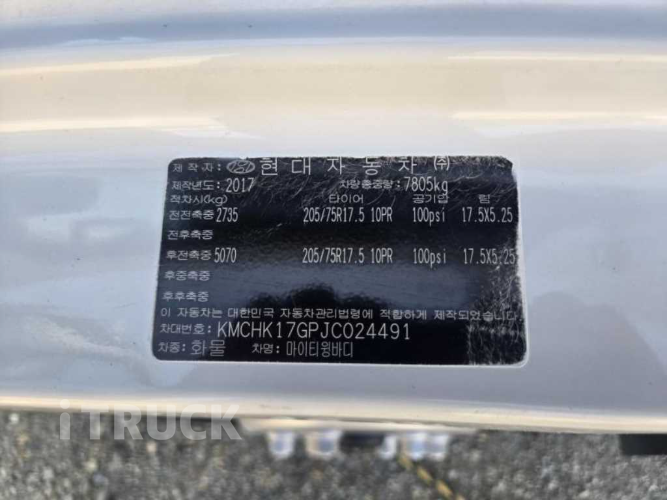 제 작 자 : 현 대 자 동 차 ㈜
제작년도: 2017 차량총중량: 7805kg
적차시(kg) 타이어 공기압 림
전전축중 2735 205/75R17.5 10PR 100psi 17.5X5.25
전후축중
후전축중 5070 205/75R17.5 10PR 100psi 17.5X5.25
후중축중
후후축중
이 자동차는 대한민국 자동차관리법령에 적합하게 제작되었습니다.
차대번호: KMCHK17GPJC024491
차종: 화물 차명: 마이티윙바디
iTRUCK